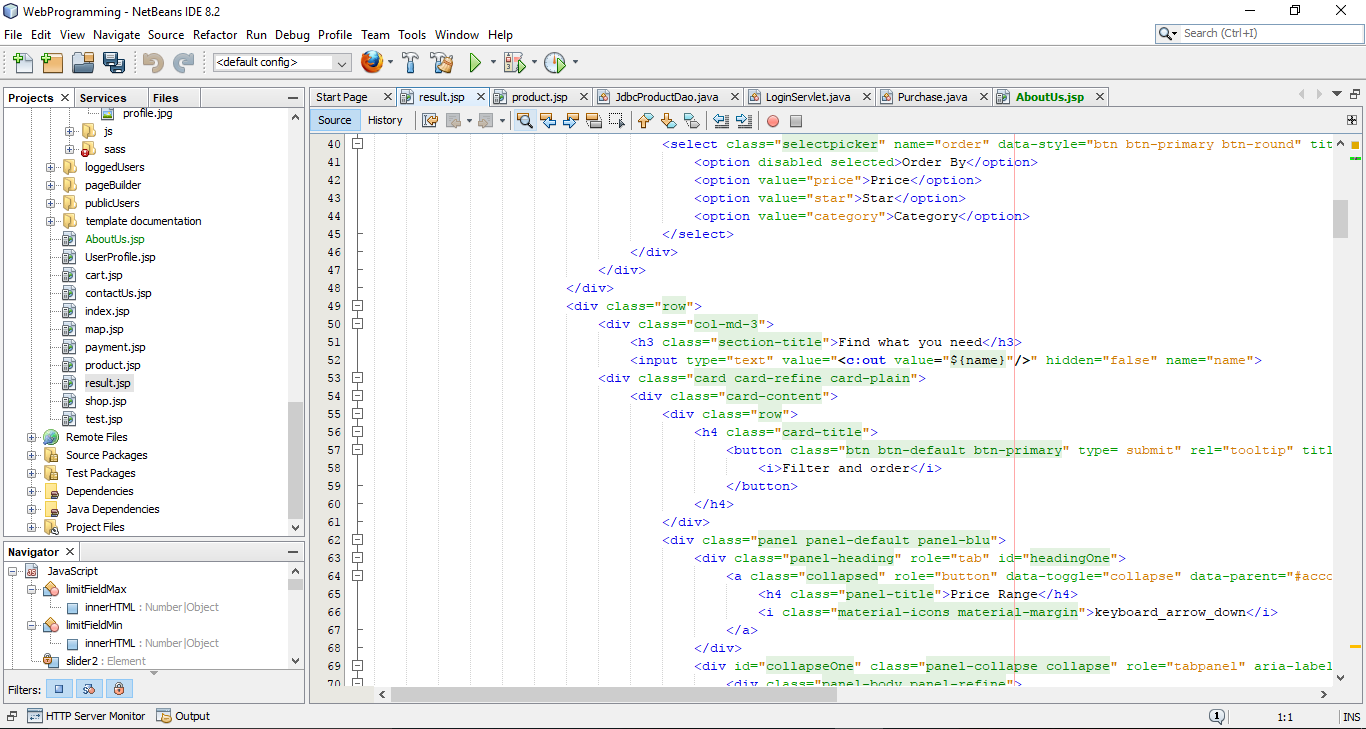 WebProgramming - NetBeans IDE 8.2
File Edit View Navigate Source Refactor Run Debug Profile Team Tools Window Help
Search (Ctrl+I)
<default config>
Projects Services Files
profile.jpg
js
sass
loggedUsers
pageBuilder
publicUsers
template documentation
AboutUs.jsp
UserProfile.jsp
cart.jsp
contactUs.jsp
index.jsp
map.jsp
payment.jsp
product.jsp
result.jsp
shop.jsp
test.jsp
Remote Files
Source Packages
Test Packages
Dependencies
Java Dependencies
Project Files
Navigator
JavaScript
limitFieldMax
innerHTML : Number|Object
limitFieldMin
innerHTML : Number|Object
slider2 : Element
Filters:
Start Page result.jsp product.jsp JdbcProductDao.java LoginServlet.java Purchase.java AboutUs.jsp
Source History
40 <select class="selectpicker" name="order" data-style="btn btn-primary btn-round" tit
41 <option disabled selected>Order By</option>
42 <option value="price">Price</option>
43 <option value="star">Star</option>
44 <option value="category">Category</option>
45 </select>
46 </div>
47 </div>
48 </div>
49 <div class="row">
50 <div class="col-md-3">
51 <h3 class="section-title">Find what you need</h3>
52 <input type="text" value="<c:out value="${name}"/>" hidden="false" name="name">
53 <div class="card card-refine card-plain">
54 <div class="card-content">
55 <div class="row">
56 <h4 class="card-title">
57 <button class="btn btn-default btn-primary" type= submit" rel="tooltip" titl
58 <i>Filter and order</i>
59 </button>
60 </h4>
61 </div>
62 <div class="panel panel-default panel-blu">
63 <div class="panel-heading" role="tab" id="headingOne">
64 <a class="collapsed" role="button" data-toggle="collapse" data-parent="#acco
65 <h4 class="panel-title">Price Range</h4>
66 <i class="material-icons material-margin">keyboard_arrow_down</i>
67 </a>
68 </div>
69 <div id="collapseOne" class="panel-collapse collapse" role="tabpanel" aria-label
70 <div class="panel-body panel-refine">
HTTP Server Monitor Output
1
1:1
INS